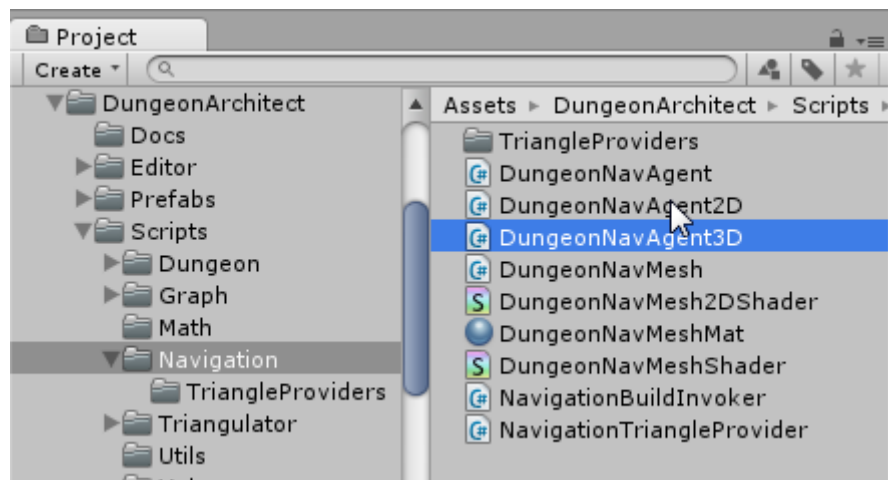 Project
Create
DungeonArchitect
Docs
Editor
Prefabs
Scripts
Dungeon
Graph
Math
Navigation
TriangleProviders
Triangulator
Utils
Assets ▸ DungeonArchitect ▸ Scripts ▸
TriangleProviders
DungeonNavAgent
DungeonNavAgent2D
DungeonNavAgent3D
DungeonNavMesh
DungeonNavMesh2DShader
DungeonNavMeshMat
DungeonNavMeshShader
NavigationBuildInvoker
NavigationTriangleProvider